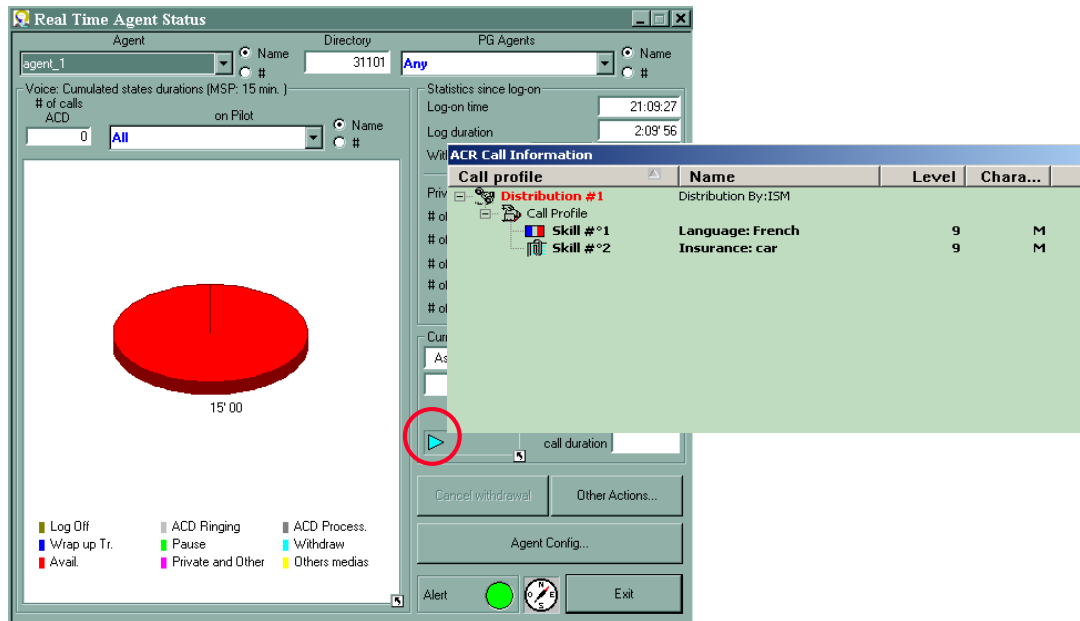 Real Time Agent Status
Agent Directory PG Agents
agent_1 Name # 31101 Any Name #
Voice: Cumulated states durations (MSP: 15 min. )
# of calls
ACD on Pilot
0 All Name #
Statistics since log-on
Log-on time 21:09:27
Log duration 2:09' 56
ACR Call Information
Call profile Name Level Chara...
Distribution #1 Distribution By:ISM
Call Profile
Skill #°1 Language: French 9 M
Skill #°2 Insurance: car 9 M
15' 00
call duration
Cancel withdrawal Other Actions...
Log Off ACD Ringing ACD Process.
Wrap up Tr. Pause Withdraw
Avail. Private and Other Others medias
Agent Config...
Alert N E S Exit